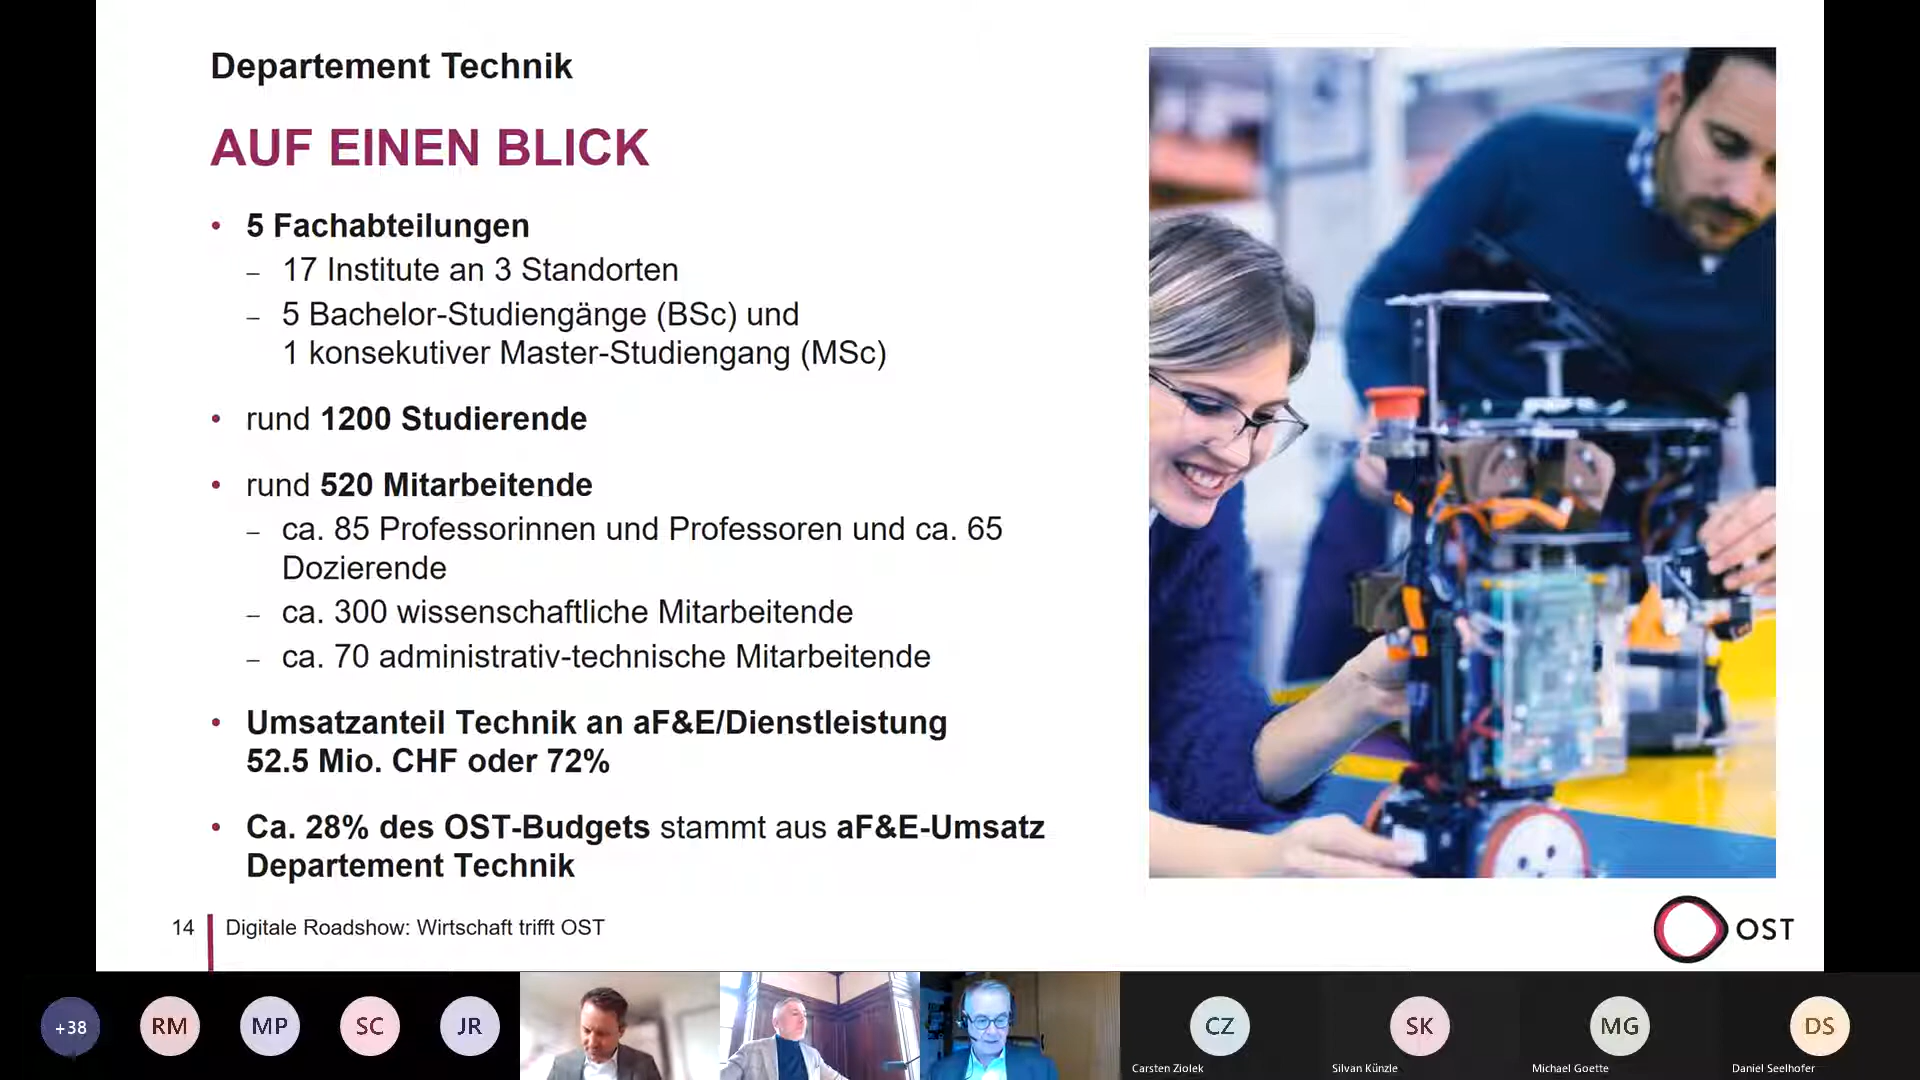 Departement Technik
AUF EINEN BLICK
• 5 Fachabteilungen
– 17 Institute an 3 Standorten
– 5 Bachelor-Studiengänge (BSc) und
1 konsekutiver Master-Studiengang (MSc)
• rund 1200 Studierende
• rund 520 Mitarbeitende
– ca. 85 Professorinnen und Professoren und ca. 65
Dozierende
– ca. 300 wissenschaftliche Mitarbeitende
– ca. 70 administrativ-technische Mitarbeitende
• Umsatzanteil Technik an aF&E/Dienstleistung
52.5 Mio. CHF oder 72%
• Ca. 28% des OST-Budgets stammt aus aF&E-Umsatz
Departement Technik
14 Digitale Roadshow: Wirtschaft trifft OST
OST
+38 RM MP SC JR CZ SK MG DS
Carsten Ziolek Silvan Künzle Michael Goette Daniel Seelhofer